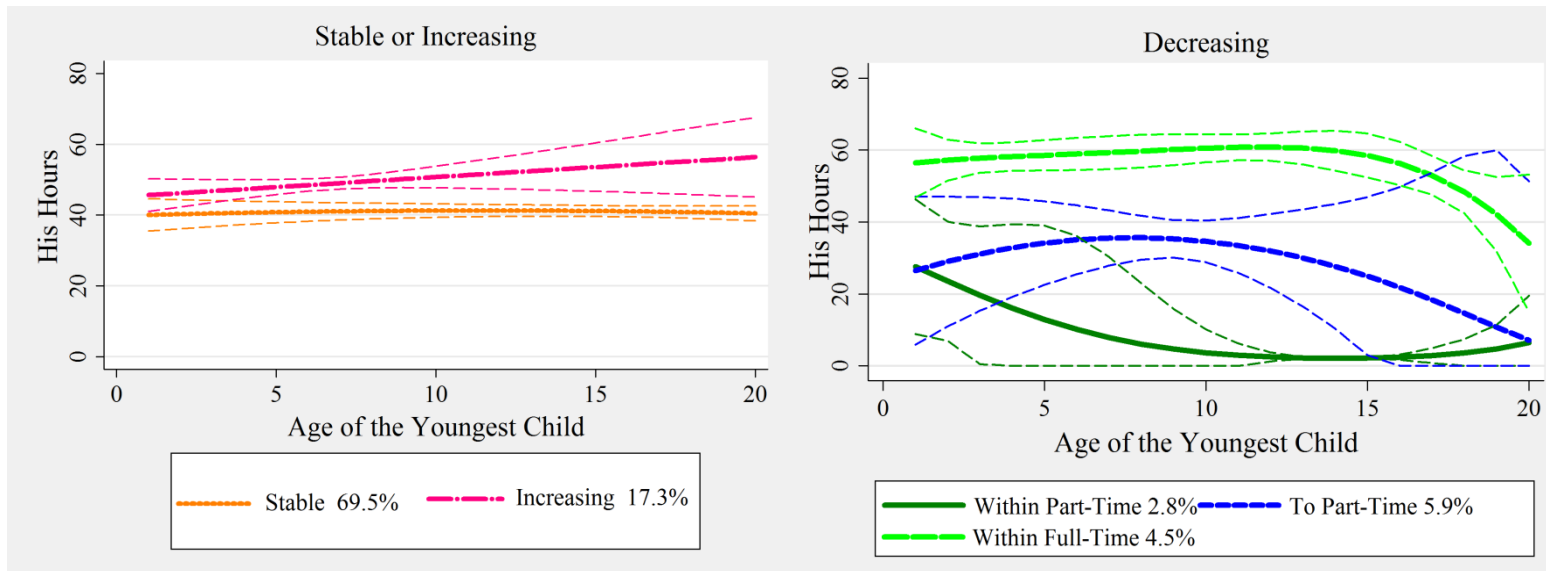 Stable or Increasing
His Hours
80
60
40
20
0
0 5 10 15 20
Age of the Youngest Child
Stable 69.5% Increasing 17.3%
Decreasing
His Hours
80
60
40
20
0
0 5 10 15 20
Age of the Youngest Child
Within Part-Time 2.8% To Part-Time 5.9%
Within Full-Time 4.5%